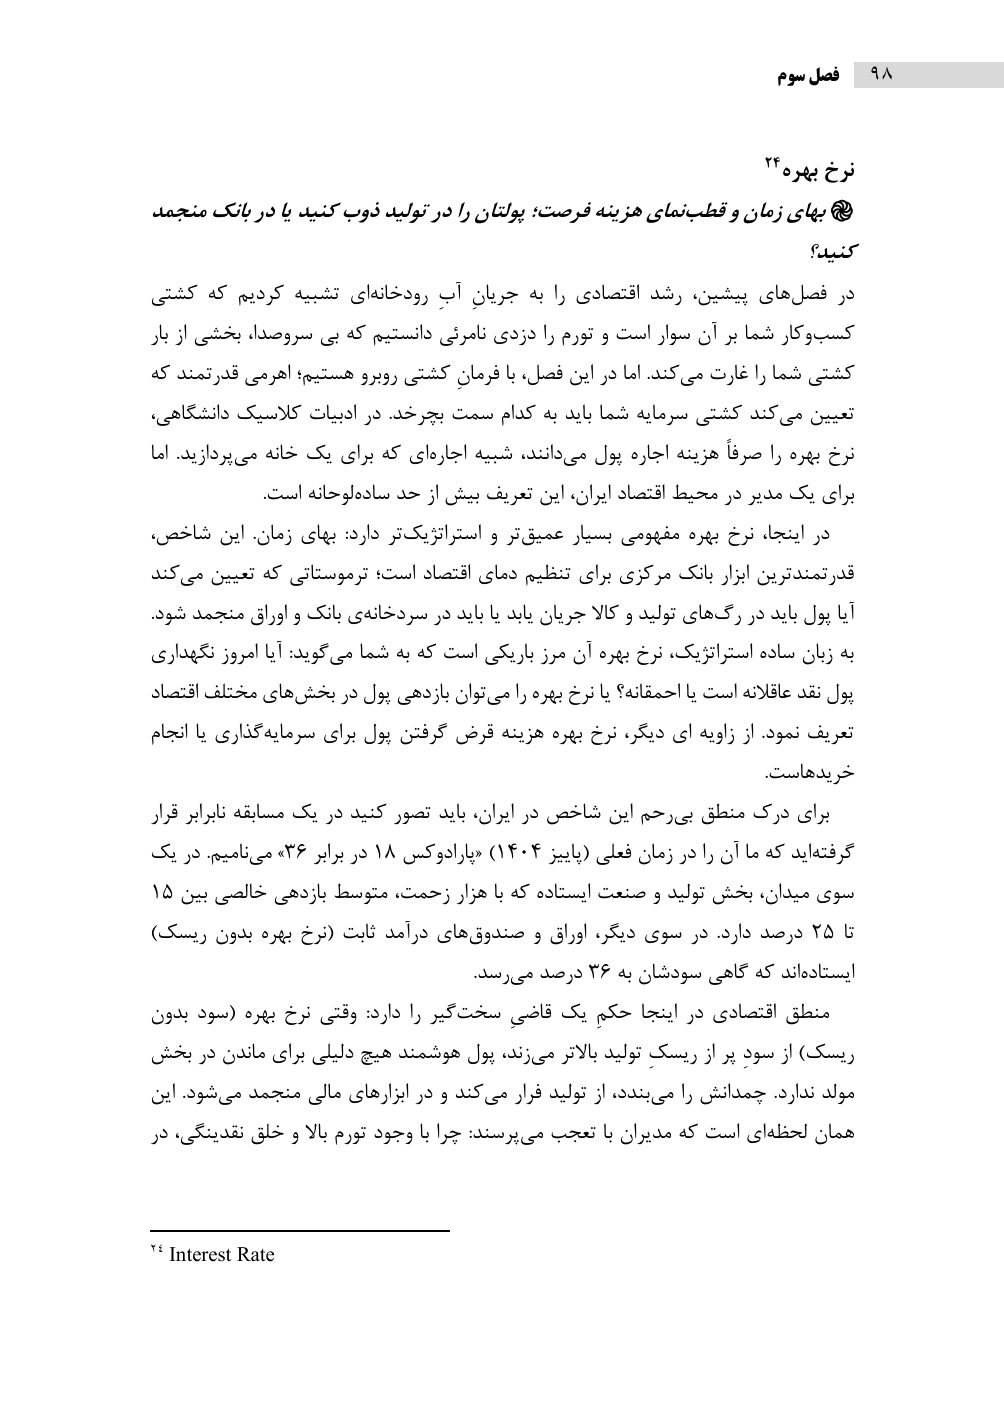 ۹۸ فصل سوم
نرخ بهره۲۴
بهای زمان و قطب‌نمای هزینه فرصت؛ پولتان را در تولید ذوب کنید یا در بانک منجمد
کنید؟
در فصل‌های پیشین، رشد اقتصادی را به جریانِ آبِ رودخانه‌ای تشبیه کردیم که کشتی
کسب‌وکار شما بر آن سوار است و تورم را دزدی نامرئی دانستیم که بی سروصدا، بخشی از بار
کشتی شما را غارت می‌کند. اما در این فصل، با فرمانِ کشتی روبرو هستیم؛ اهرمی قدرتمند که
تعیین می‌کند کشتی سرمایه شما باید به کدام سمت بچرخد. در ادبیات کلاسیک دانشگاهی،
نرخ بهره را صرفاً هزینه اجاره پول می‌دانند، شبیه اجاره‌ای که برای یک خانه می‌پردازید. اما
برای یک مدیر در محیط اقتصاد ایران، این تعریف بیش از حد ساده‌لوحانه است.
در اینجا، نرخ بهره مفهومی بسیار عمیق‌تر و استراتژیک‌تر دارد: بهای زمان. این شاخص،
قدرتمندترین ابزار بانک مرکزی برای تنظیم دمای اقتصاد است؛ ترموستاتی که تعیین می‌کند
آیا پول باید در رگ‌های تولید و کالا جریان یابد یا باید در سردخانه‌ی بانک و اوراق منجمد شود.
به زبان ساده استراتژیک، نرخ بهره آن مرز باریکی است که به شما می‌گوید: آیا امروز نگهداری
پول نقد عاقلانه است یا احمقانه؟ یا نرخ بهره را می‌توان بازدهی پول در بخش‌های مختلف اقتصاد
تعریف نمود. از زاویه ای دیگر، نرخ بهره هزینه قرض گرفتن پول برای سرمایه‌گذاری یا انجام
خریدهاست.
برای درک منطق بی‌رحم این شاخص در ایران، باید تصور کنید در یک مسابقه نابرابر قرار
گرفته‌اید که ما آن را در زمان فعلی (پاییز ۱۴۰۴) «پارادوکس ۱۸ در برابر ۳۶» می‌نامیم. در یک
سوی میدان، بخش تولید و صنعت ایستاده که با هزار زحمت، متوسط بازدهی خالصی بین ۱۵
تا ۲۵ درصد دارد. در سوی دیگر، اوراق و صندوق‌های درآمد ثابت (نرخ بهره بدون ریسک)
ایستاده‌اند که گاهی سودشان به ۳۶ درصد می‌رسد.
منطق اقتصادی در اینجا حکمِ یک قاضیِ سخت‌گیر را دارد: وقتی نرخ بهره (سود بدون
ریسک) از سودِ پر از ریسکِ تولید بالاتر می‌زند، پول هوشمند هیچ دلیلی برای ماندن در بخش
مولد ندارد. چمدانش را می‌بندد، از تولید فرار می‌کند و در ابزارهای مالی منجمد می‌شود. این
همان لحظه‌ای است که مدیران با تعجب می‌پرسند: چرا با وجود تورم بالا و خلق نقدینگی، در
۲٤ Interest Rate